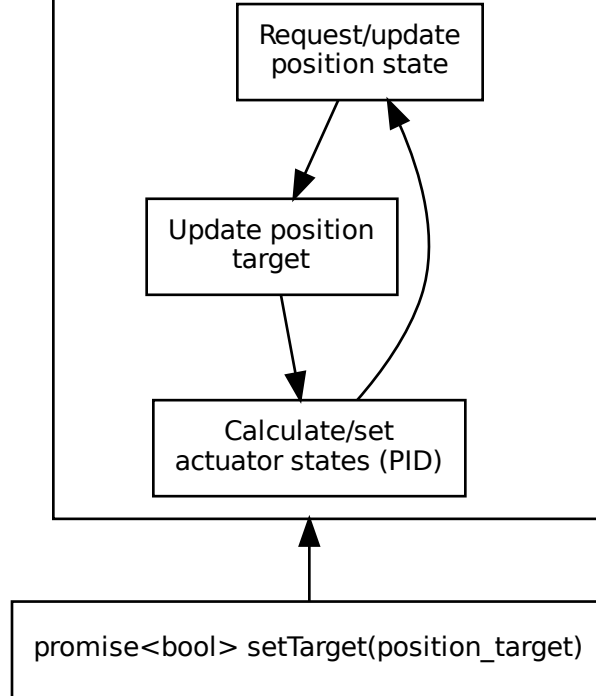 Request/update
position state
Update position
target
Calculate/set
actuator states (PID)
promise<bool> setTarget(position_target)